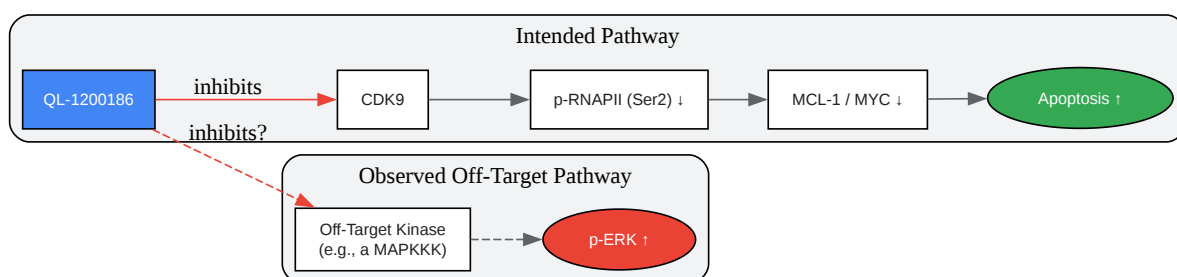 Intended Pathway
QL-1200186
inhibits
CDK9
p-RNAPII (Ser2) ↓
MCL-1 / MYC ↓
Apoptosis ↑
inhibits?
Observed Off-Target Pathway
Off-Target Kinase
(e.g., a MAPKKK)
p-ERK ↑